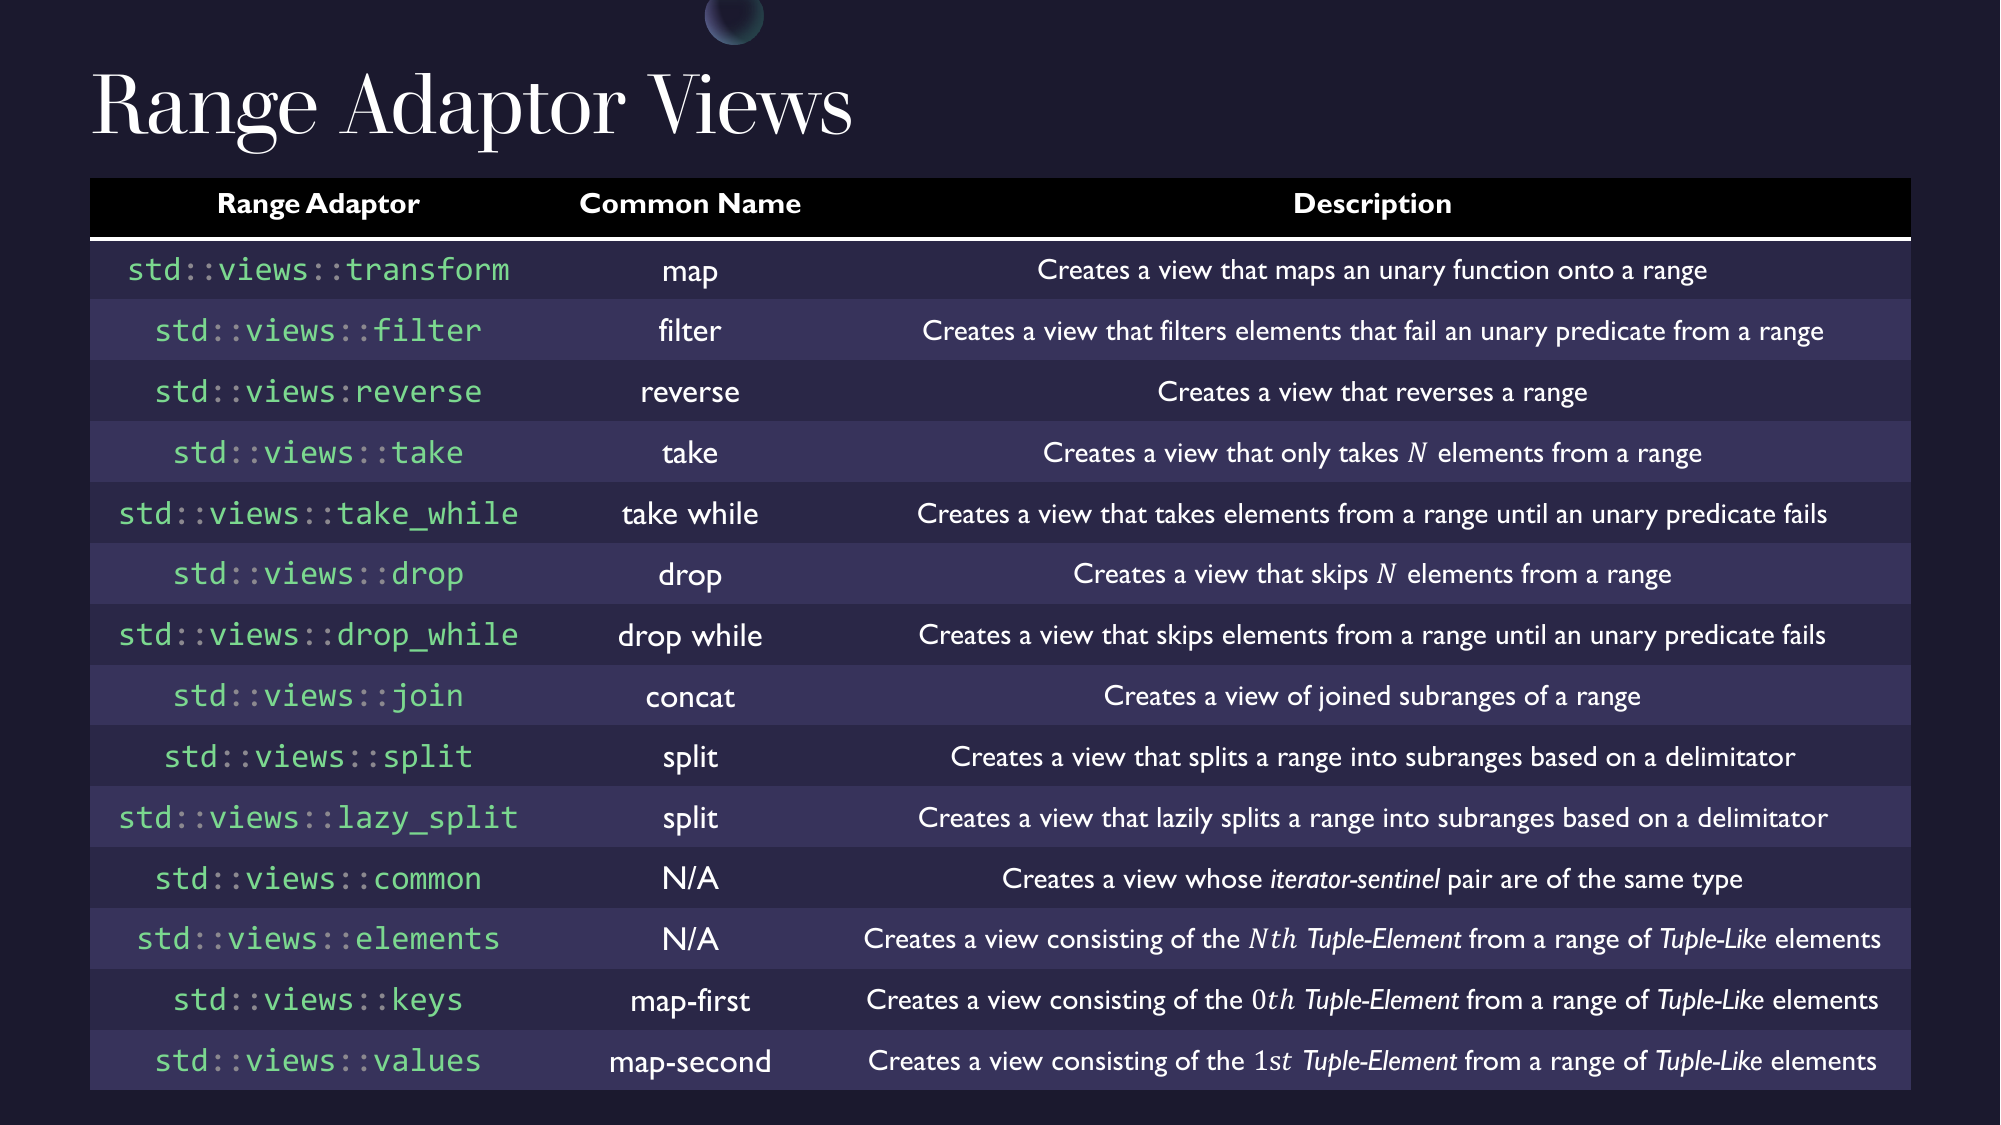 Range Adaptor Views
Range Adaptor Common Name Description
std::views::transform map Creates a view that maps an unary function onto a range
std::views::filter filter Creates a view that filters elements that fail an unary predicate from a range
std::views:reverse reverse Creates a view that reverses a range
std::views::take take Creates a view that only takes N elements from a range
std::views::take_while take while Creates a view that takes elements from a range until an unary predicate fails
std::views::drop drop Creates a view that skips N elements from a range
std::views::drop_while drop while Creates a view that skips elements from a range until an unary predicate fails
std::views::join concat Creates a view of joined subranges of a range
std::views::split split Creates a view that splits a range into subranges based on a delimitator
std::views::lazy_split split Creates a view that lazily splits a range into subranges based on a delimitator
std::views::common N/A Creates a view whose iterator-sentinel pair are of the same type
std::views::elements N/A Creates a view consisting of the Nth Tuple-Element from a range of Tuple-Like elements
std::views::keys map-first Creates a view consisting of the 0th Tuple-Element from a range of Tuple-Like elements
std::views::values map-second Creates a view consisting of the 1st Tuple-Element from a range of Tuple-Like elements